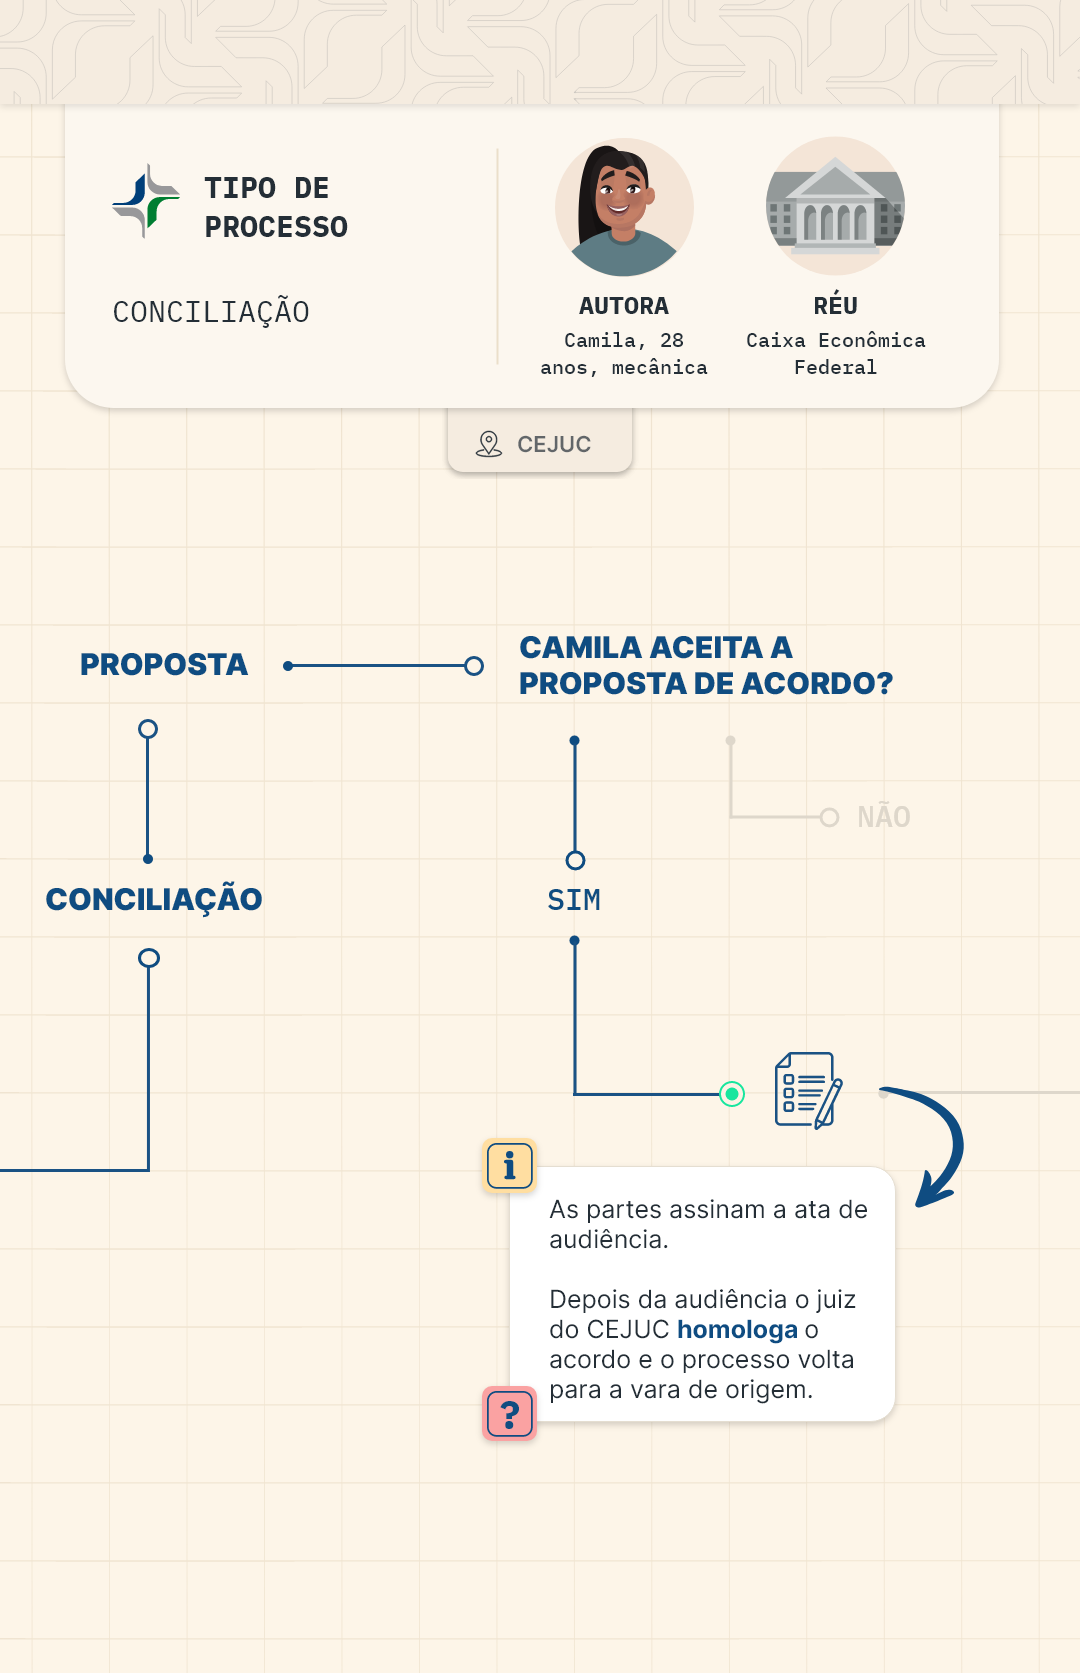 TIPO DE
PROCESSO
CONCILIAÇÃO
AUTORA
Camila, 28
anos, mecânica
RÉU
Caixa Econômica
Federal
CEJUC
PROPOSTA
CAMILA ACEITA A
PROPOSTA DE ACORDO?
NÃO
CONCILIAÇÃO
SIM
i
As partes assinam a ata de
audiência.
Depois da audiência o juiz
do CEJUC homologa o
acordo e o processo volta
para a vara de origem.
?